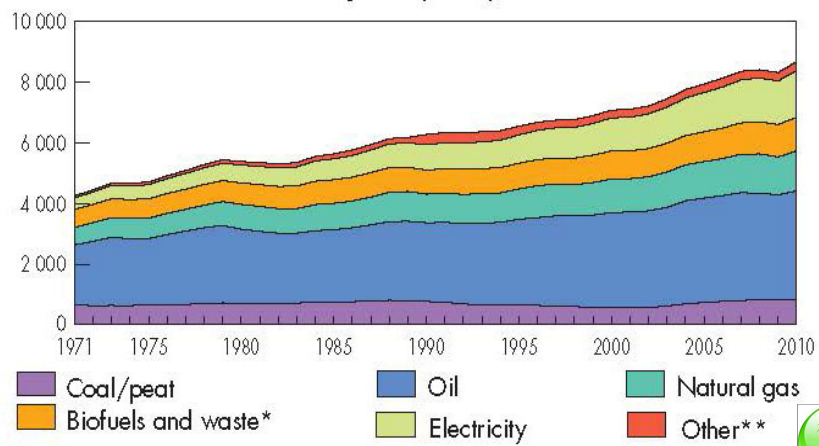 10 000
8 000
6 000
4 000
2 000
0
1971 1975 1980 1985 1990 1995 2000 2005 2010
Coal/peat Oil Natural gas
Biofuels and waste* Electricity Other**